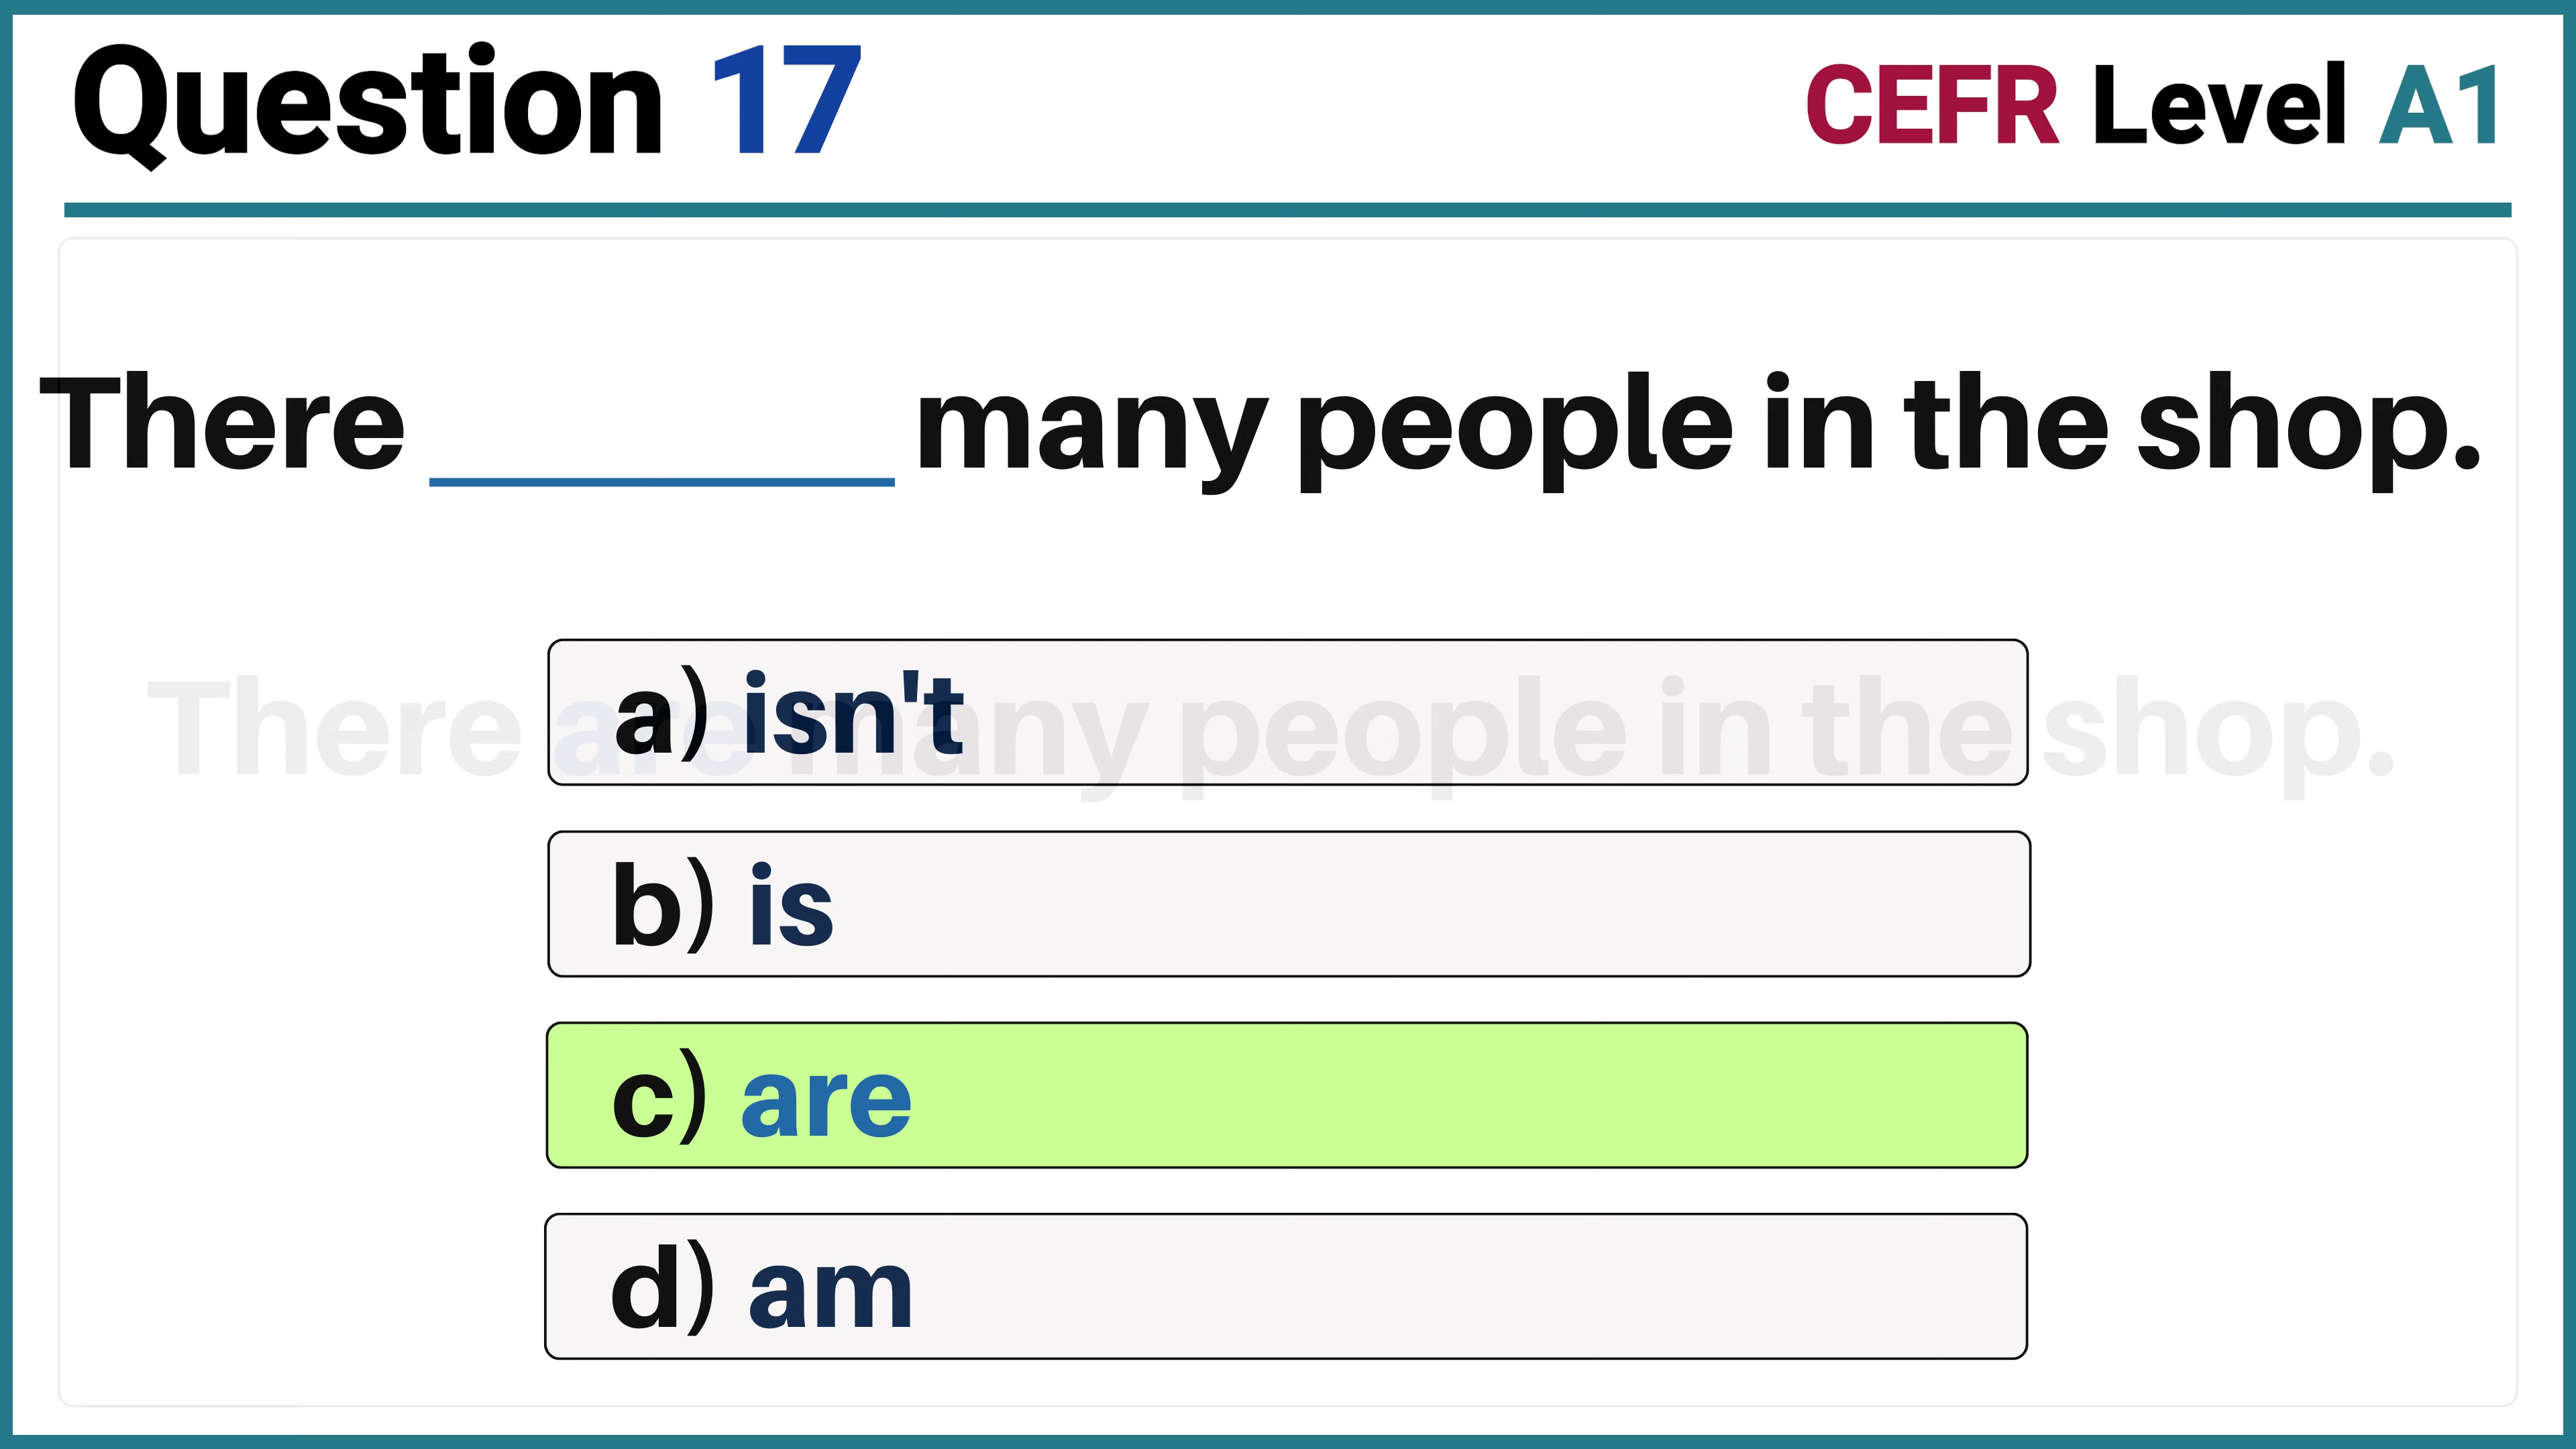 Question 17
CEFR Level A1
There ________ many people in the shop.
There are many people in the shop.
a) isn't
b) is
c) are
d) am